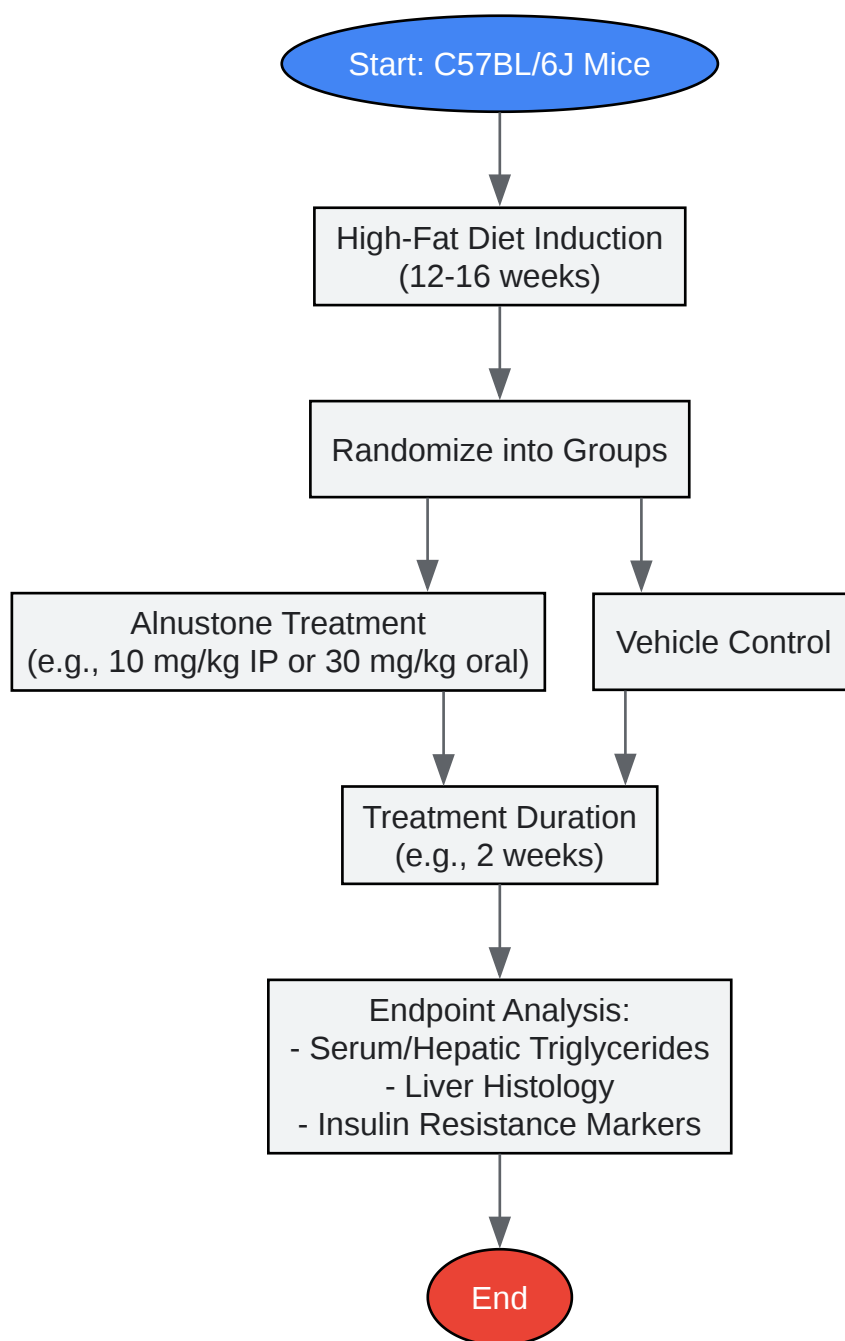 Start: C57BL/6J Mice
High-Fat Diet Induction
(12-16 weeks)
Randomize into Groups
Alnustone Treatment
(e.g., 10 mg/kg IP or 30 mg/kg oral)
Vehicle Control
Treatment Duration
(e.g., 2 weeks)
Endpoint Analysis:
- Serum/Hepatic Triglycerides
- Liver Histology
- Insulin Resistance Markers
End